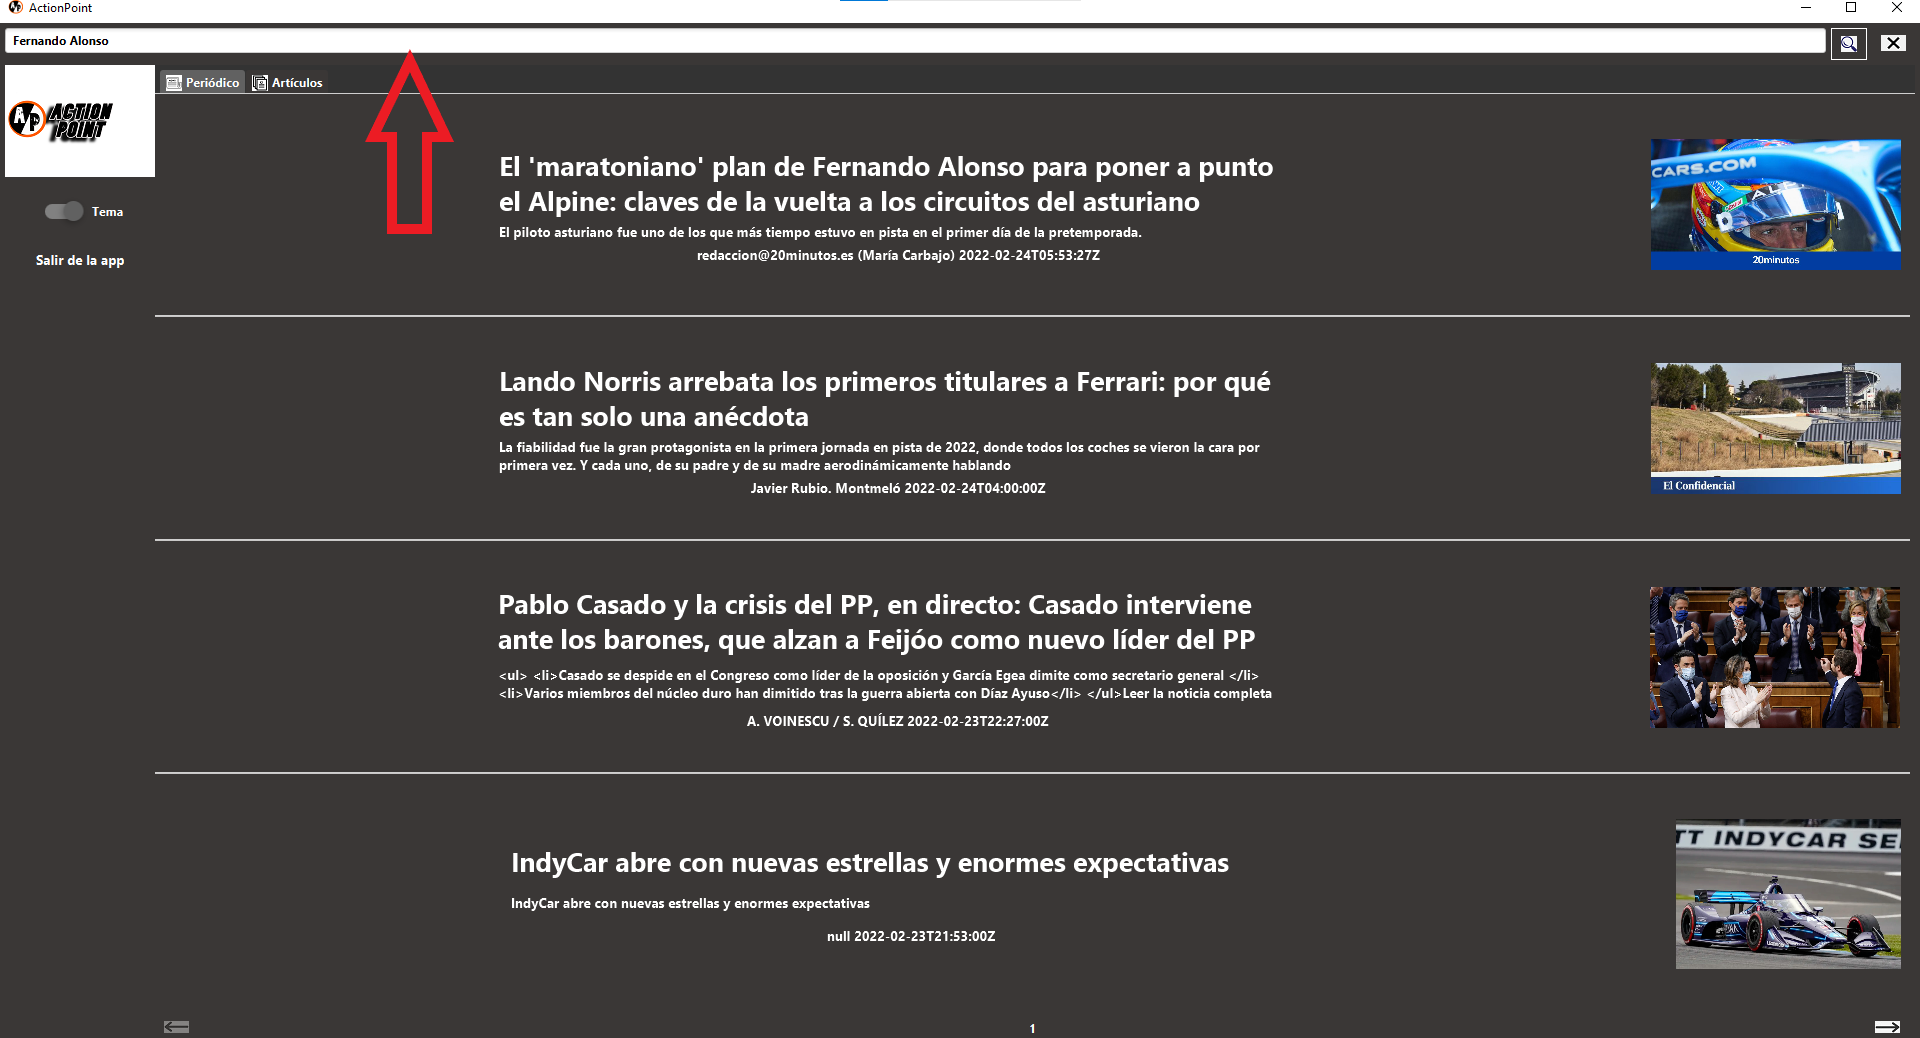 ActionPoint
Fernando Alonso
Periódico
Artículos
AP
ACTION
POINT
Tema
Salir de la app
El 'maratoniano' plan de Fernando Alonso para poner a punto
el Alpine: claves de la vuelta a los circuitos del asturiano
El piloto asturiano fue uno de los que más tiempo estuvo en pista en el primer día de la pretemporada.
redaccion@20minutos.es (María Carbajo) 2022-02-24T05:53:27Z
CARS.COM
20minutos
Lando Norris arrebata los primeros titulares a Ferrari: por qué
es tan solo una anécdota
La fiabilidad fue la gran protagonista en la primera jornada en pista de 2022, donde todos los coches se vieron la cara por
primera vez. Y cada uno, de su padre y de su madre aerodinámicamente hablando
Javier Rubio. Montmeló 2022-02-24T04:00:00Z
El Confidencial
Pablo Casado y la crisis del PP, en directo: Casado interviene
ante los barones, que alzan a Feijóo como nuevo líder del PP
<ul> <li>Casado se despide en el Congreso como líder de la oposición y García Egea dimite como secretario general </li>
<li>Varios miembros del núcleo duro han dimitido tras la guerra abierta con Díaz Ayuso</li> </ul>Leer la noticia completa
A. VOINESCU / S. QUÍLEZ 2022-02-23T22:27:00Z
IndyCar abre con nuevas estrellas y enormes expectativas
IndyCar abre con nuevas estrellas y enormes expectativas
null 2022-02-23T21:53:00Z
TT INDYCAR SE
1